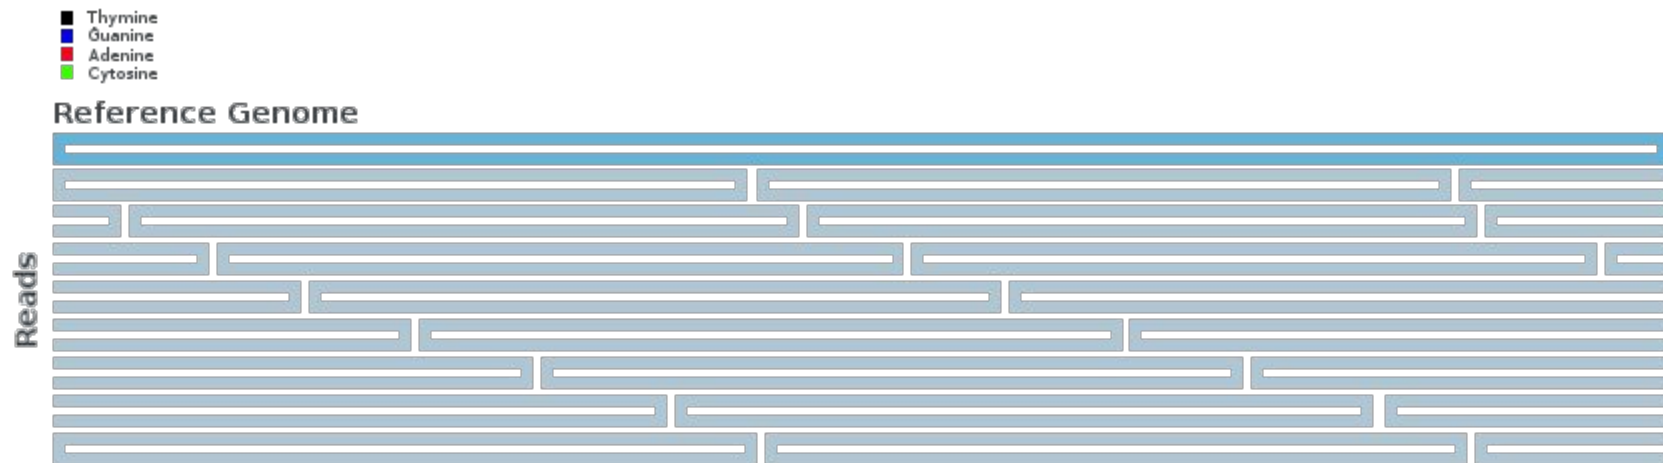 Thymine
Guanine
Adenine
Cytosine
Reference Genome
Reads